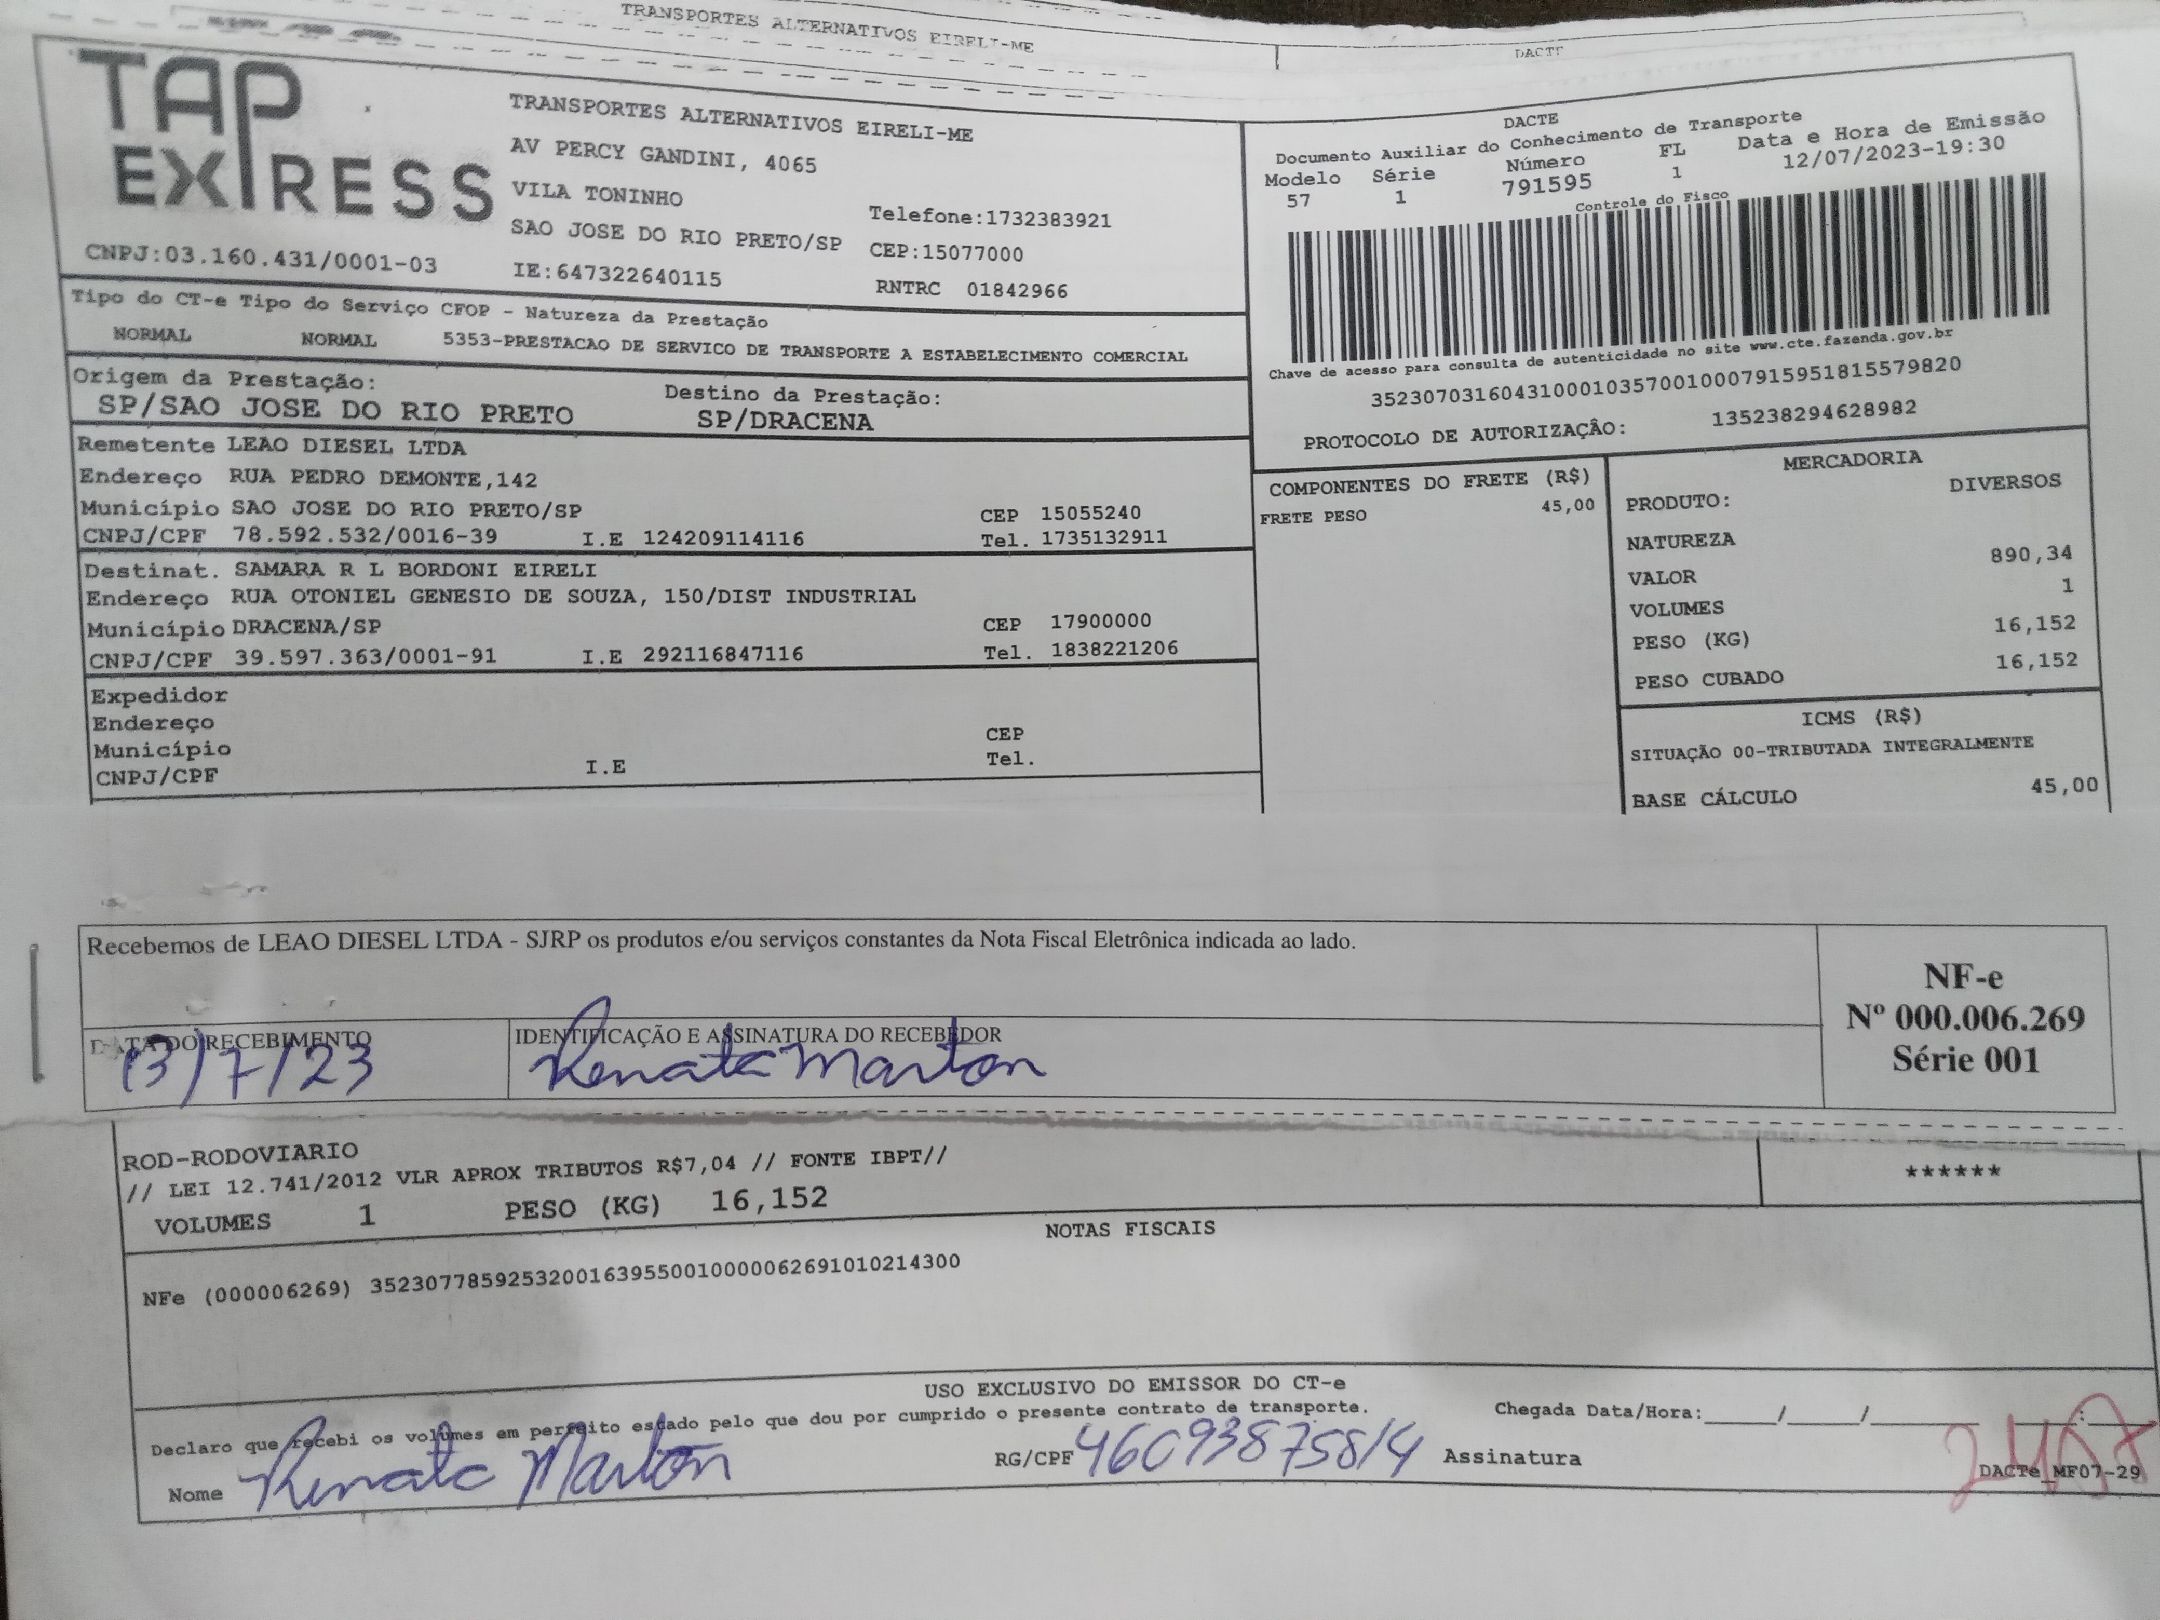 TRANSPORTES ALTERNATIVOS EIRELI-ME
DACTE
TAP EXPRESS
TRANSPORTES ALTERNATIVOS EIRELI-ME
AV PERCY GANDINI, 4065
VILA TONINHO
SAO JOSE DO RIO PRETO/SP
Telefone:1732383921
CEP:15077000
CNPJ:03.160.431/0001-03
IE:647322640115
RNTRC 01842966
DACTE
Documento Auxiliar do Conhecimento de Transporte
Modelo Série Número FL Data e Hora de Emissão
57 1 791595 1 12/07/2023-19:30
Controle do Fisco
Chave de acesso para consulta de autenticidade no site www.cte.fazenda.gov.br
35230703160431000103570010007915951815579820
PROTOCOLO DE AUTORIZAÇÃO: 135238294628982
Tipo do CT-e Tipo do Serviço CFOP - Natureza da Prestação
NORMAL NORMAL 5353-PRESTACAO DE SERVICO DE TRANSPORTE A ESTABELECIMENTO COMERCIAL
Origem da Prestação: Destino da Prestação:
SP/SAO JOSE DO RIO PRETO SP/DRACENA
Remetente LEAO DIESEL LTDA
Endereço RUA PEDRO DEMONTE,142
Município SAO JOSE DO RIO PRETO/SP CEP 15055240
CNPJ/CPF 78.592.532/0016-39 I.E 124209114116 Tel. 1735132911
Destinat. SAMARA R L BORDONI EIRELI
Endereço RUA OTONIEL GENESIO DE SOUZA, 150/DIST INDUSTRIAL
Município DRACENA/SP CEP 17900000
CNPJ/CPF 39.597.363/0001-91 I.E 292116847116 Tel. 1838221206
Expedidor
Endereço
Município CEP
CNPJ/CPF I.E Tel.
COMPONENTES DO FRETE (R$)
FRETE PESO 45,00
MERCADORIA
PRODUTO: DIVERSOS
NATUREZA
VALOR 890,34
VOLUMES 1
PESO (KG) 16,152
PESO CUBADO 16,152
ICMS (R$)
SITUAÇÃO 00-TRIBUTADA INTEGRALMENTE
BASE CÁLCULO 45,00
Recebemos de LEAO DIESEL LTDA - SJRP os produtos e/ou serviços constantes da Nota Fiscal Eletrônica indicada ao lado.
DATA DO RECEBIMENTO
13/7/23
IDENTIFICAÇÃO E ASSINATURA DO RECEBEDOR
Renata Marton
NF-e
Nº 000.006.269
Série 001
ROD-RODOVIARIO
// LEI 12.741/2012 VLR APROX TRIBUTOS R$7,04 // FONTE IBPT//
VOLUMES 1 PESO (KG) 16,152
******
NOTAS FISCAIS
NFe (000006269) 35230778592532001639550010000062691010214300
USO EXCLUSIVO DO EMISSOR DO CT-e
Declaro que recebi os volumes em perfeito estado pelo que dou por cumprido o presente contrato de transporte.
Chegada Data/Hora:_____/_____/_______ ____:____
Nome Renata Marton RG/CPF 460938758/4 Assinatura
DACTe_MF07-29